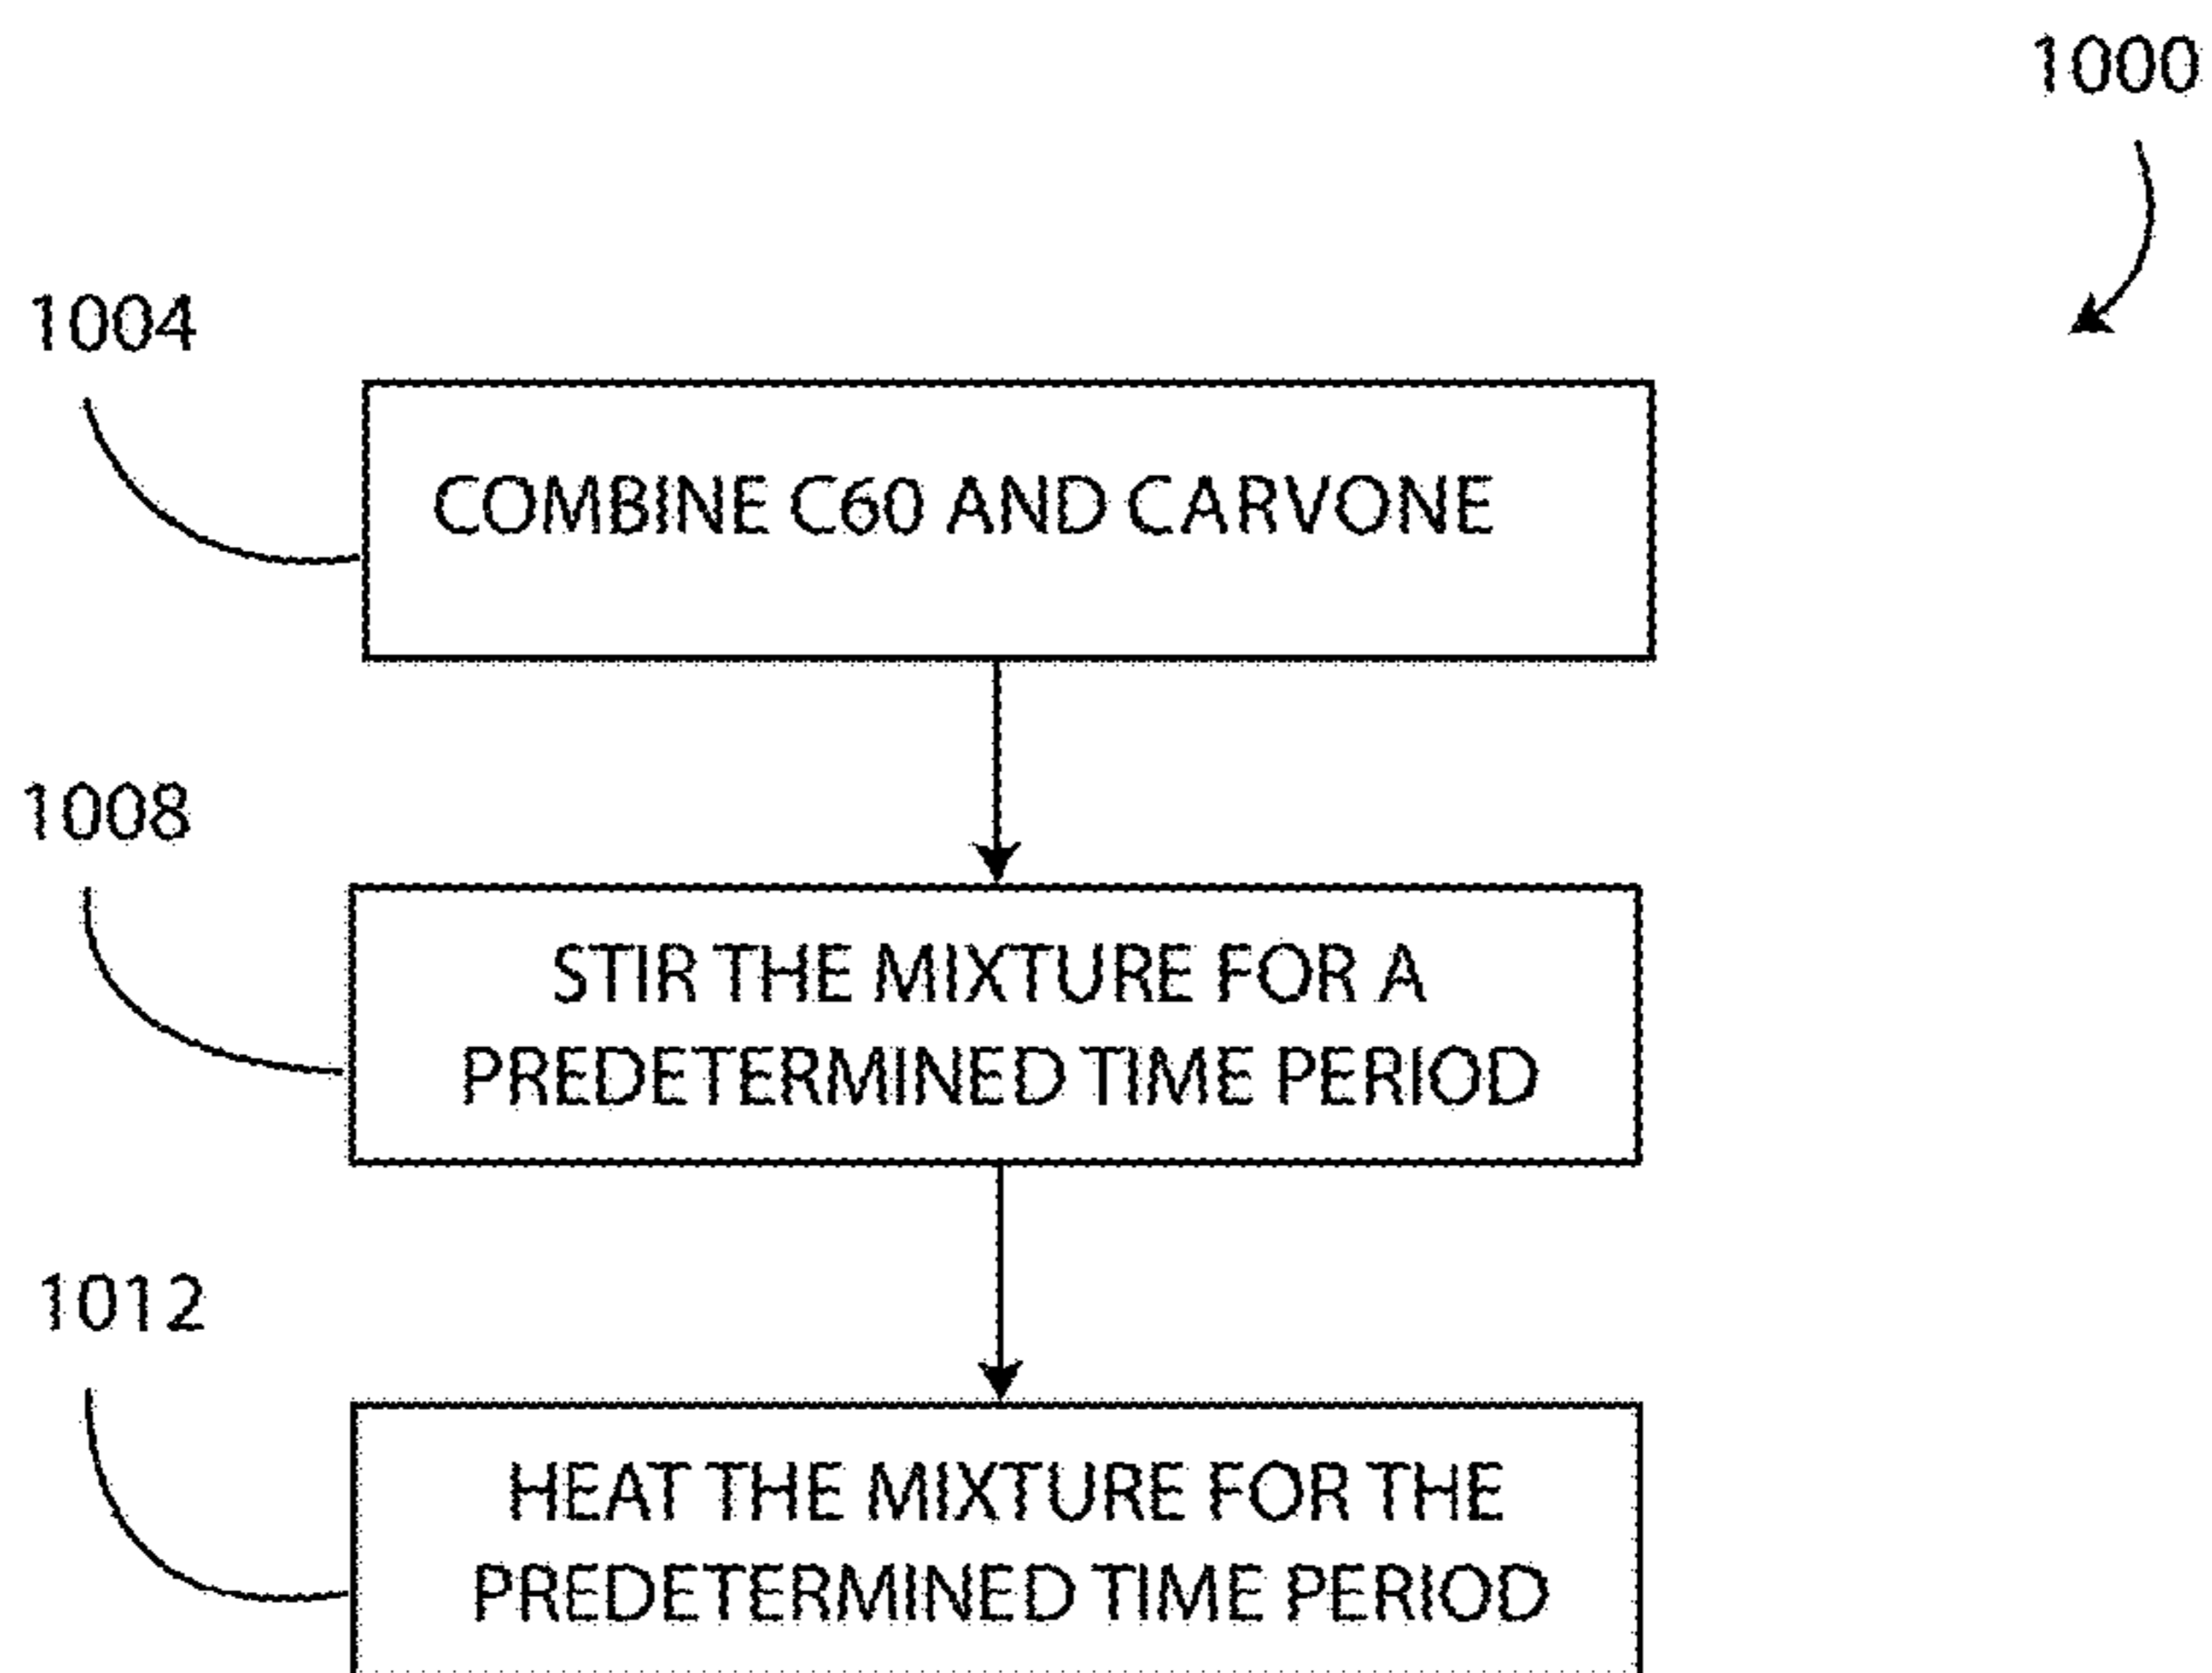 1000
1004
COMBINE C60 AND CARVONE
1008
STIR THE MIXTURE FOR A
PREDETERMINED TIME PERIOD
1012
HEAT THE MIXTURE FOR THE
PREDETERMINED TIME PERIOD